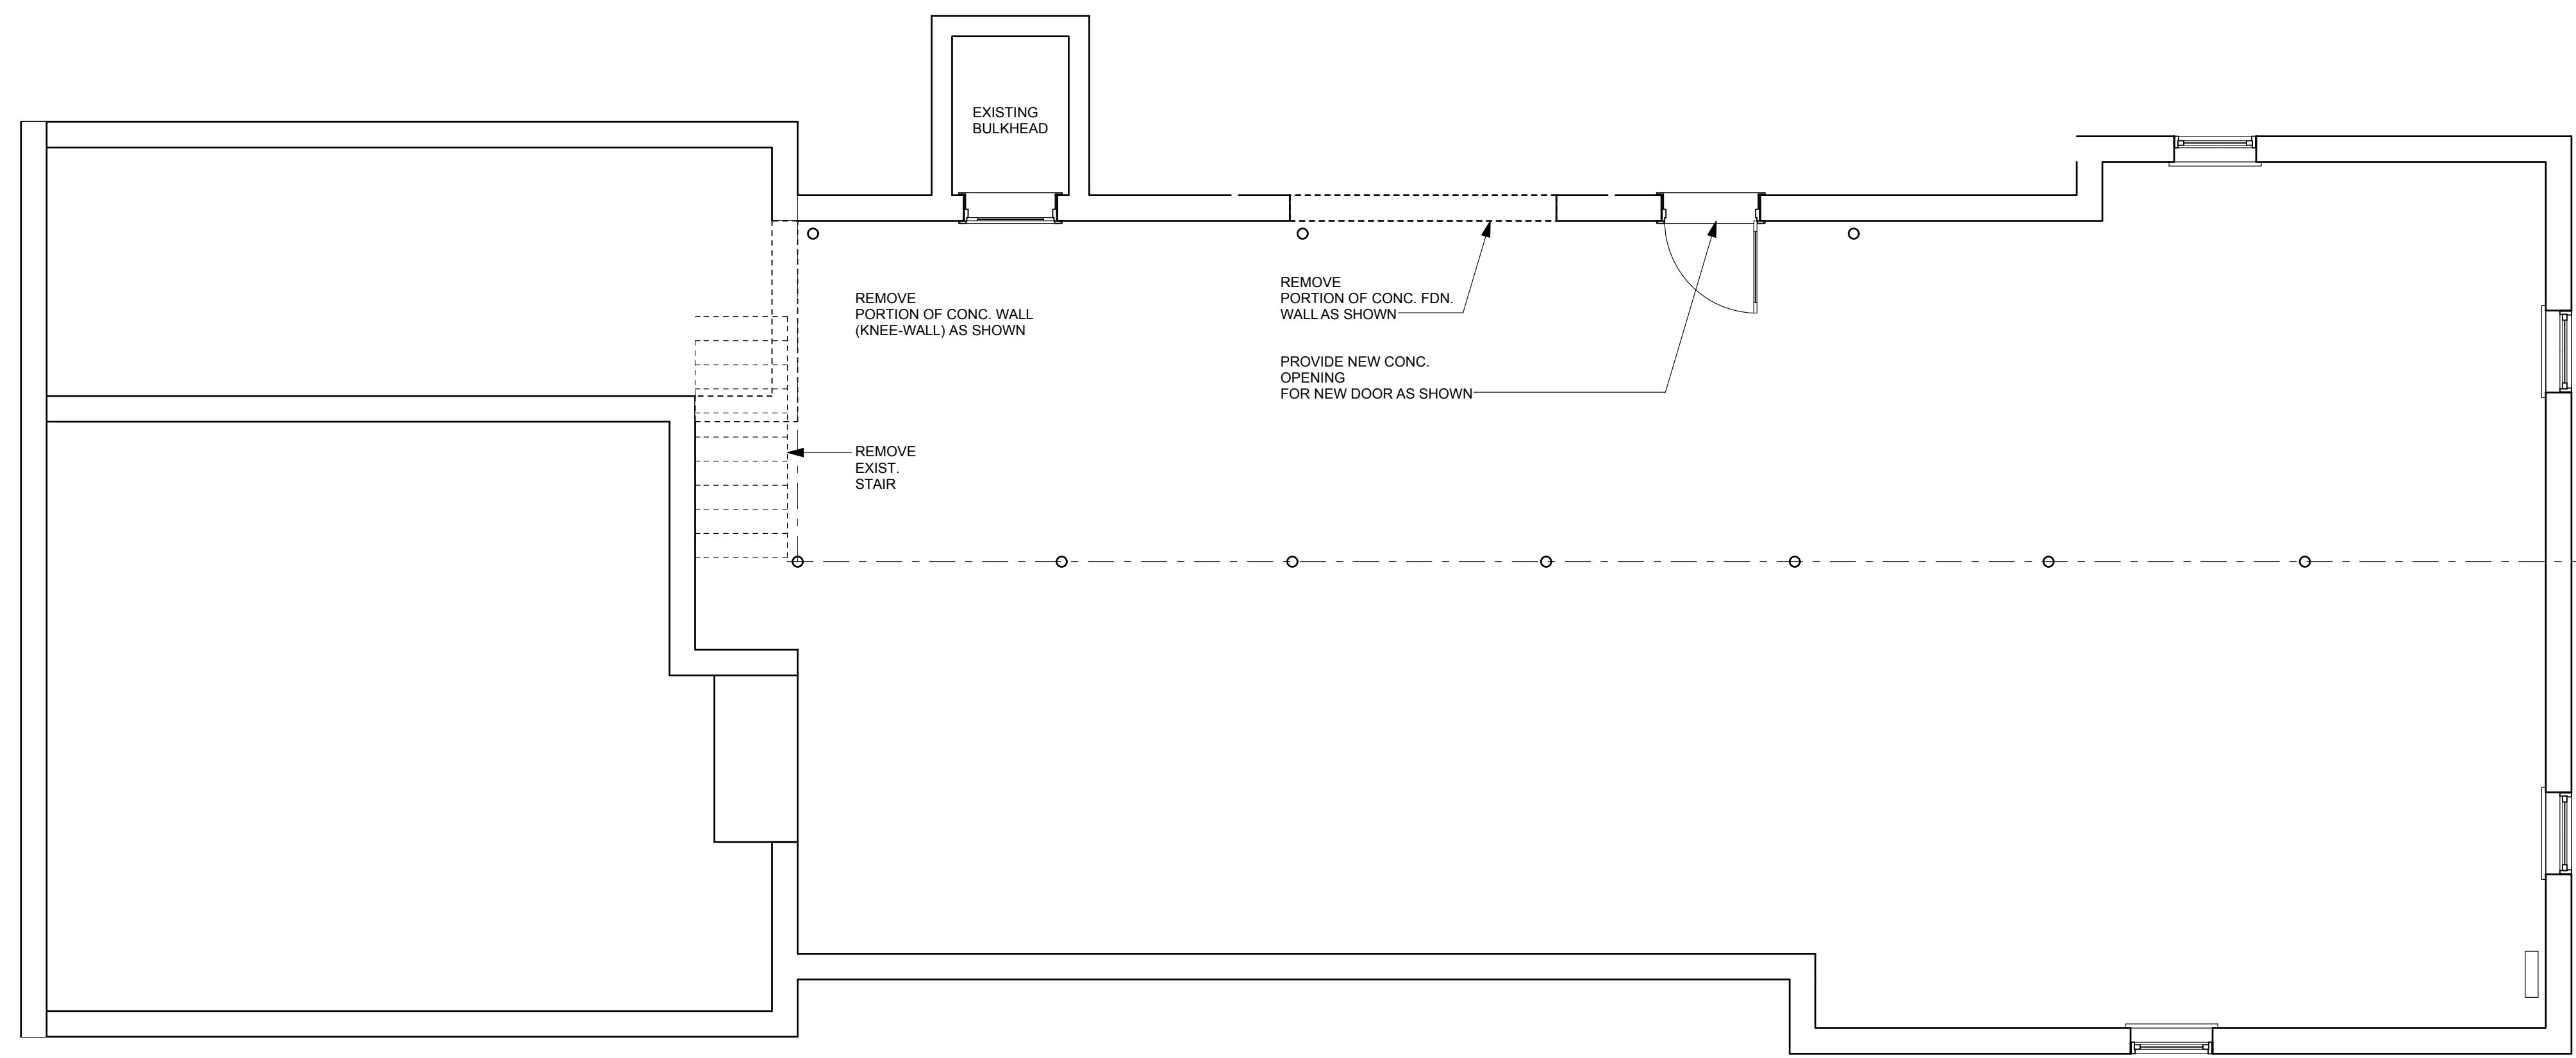 EXISTING
BULKHEAD
REMOVE
PORTION OF CONC. WALL
(KNEE-WALL) AS SHOWN
REMOVE
PORTION OF CONC. FDN.
WALL AS SHOWN
PROVIDE NEW CONC.
OPENING
FOR NEW DOOR AS SHOWN
REMOVE
EXIST.
STAIR